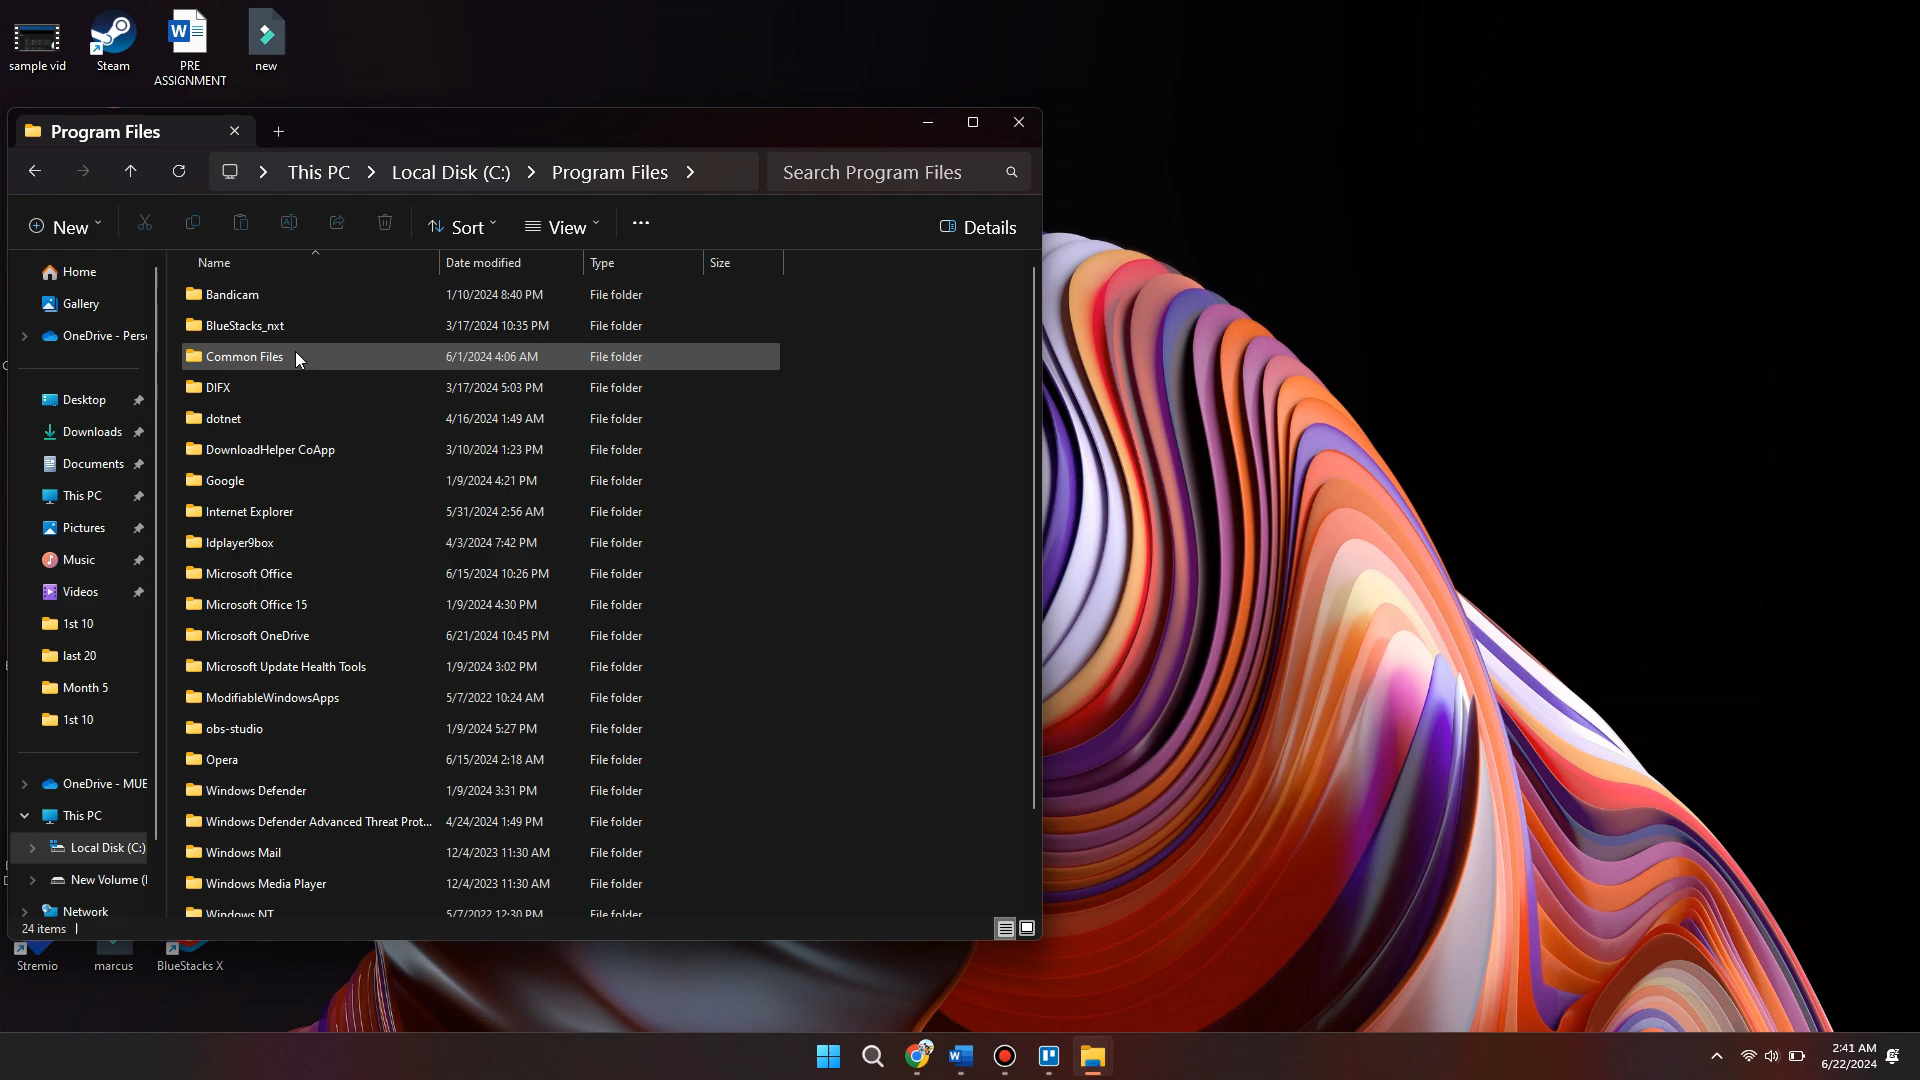 sample vid
Steam
PRE
ASSIGNMENT
new
Program Files
This PC
Local Disk (C:)
Program Files
Search Program Files
New
Sort
View
Details
Name
Date modified
Type
Size
Home
Gallery
OneDrive - Pers
Desktop
Downloads
Documents
This PC
Pictures
Music
Videos
1st 10
last 20
Month 5
1st 10
OneDrive - MUE
This PC
Local Disk (C:)
New Volume (
Network
Bandicam 1/10/2024 8:40 PM File folder
BlueStacks_nxt 3/17/2024 10:35 PM File folder
Common Files 6/1/2024 4:06 AM File folder
DIFX 3/17/2024 5:03 PM File folder
dotnet 4/16/2024 1:49 AM File folder
DownloadHelper CoApp 3/10/2024 1:23 PM File folder
Google 1/9/2024 4:21 PM File folder
Internet Explorer 5/31/2024 2:56 AM File folder
ldplayer9box 4/3/2024 7:42 PM File folder
Microsoft Office 6/15/2024 10:26 PM File folder
Microsoft Office 15 1/9/2024 4:30 PM File folder
Microsoft OneDrive 6/21/2024 10:45 PM File folder
Microsoft Update Health Tools 1/9/2024 3:02 PM File folder
ModifiableWindowsApps 5/7/2022 10:24 AM File folder
obs-studio 1/9/2024 5:27 PM File folder
Opera 6/15/2024 2:18 AM File folder
Windows Defender 1/9/2024 3:31 PM File folder
Windows Defender Advanced Threat Prot... 4/24/2024 1:49 PM File folder
Windows Mail 12/4/2023 11:30 AM File folder
Windows Media Player 12/4/2023 11:30 AM File folder
Windows NT 5/7/2022 12:30 PM File folder
24 items
Stremio
marcus
BlueStacks X
2:41 AM
6/22/2024